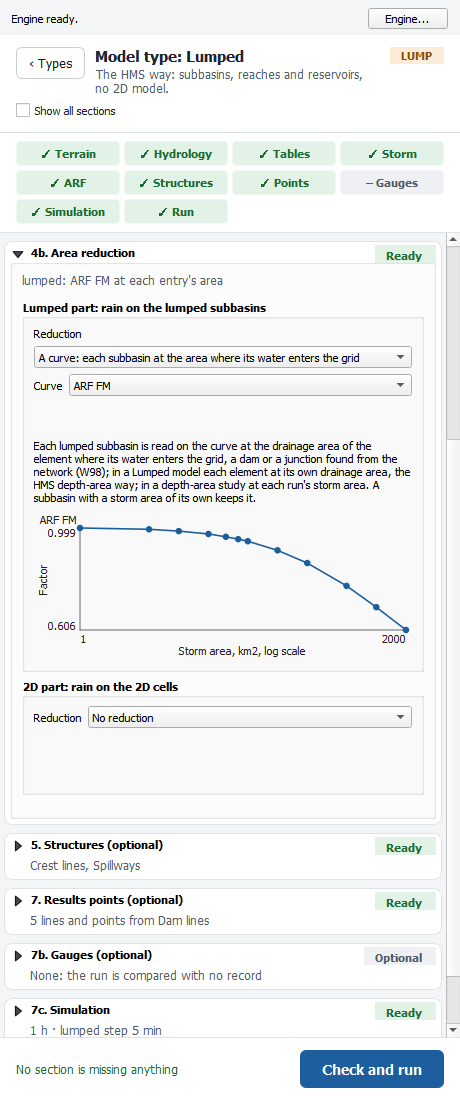 Engine ready.
Engine...
‹ Types
Model type: Lumped
LUMP
The HMS way: subbasins, reaches and reservoirs,
no 2D model.
Show all sections
✓ Terrain
✓ Hydrology
✓ Tables
✓ Storm
✓ ARF
✓ Structures
✓ Points
– Gauges
✓ Simulation
✓ Run
4b. Area reduction
Ready
lumped: ARF FM at each entry's area
Lumped part: rain on the lumped subbasins
Reduction
A curve: each subbasin at the area where its water enters the grid
Curve
ARF FM
Each lumped subbasin is read on the curve at the drainage area of the
element where its water enters the grid, a dam or a junction found from the
network (W98); in a Lumped model each element at its own drainage area, the
HMS depth-area way; in a depth-area study at each run's storm area. A
subbasin with a storm area of its own keeps it.
ARF FM
0.999
Factor
0.606
1
2000
Storm area, km2, log scale
2D part: rain on the 2D cells
Reduction
No reduction
5. Structures (optional)
Ready
Crest lines, Spillways
7. Results points (optional)
Ready
5 lines and points from Dam lines
7b. Gauges (optional)
Optional
None: the run is compared with no record
7c. Simulation
Ready
1 h · lumped step 5 min
No section is missing anything
Check and run